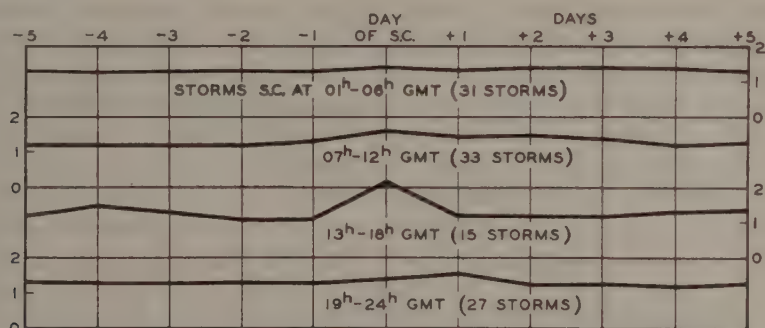 DAY DAYS
-5 -4 -3 -2 -1 OF S.C. +1 +2 +3 +4 +5
2
STORMS S.C. AT 01h-06h GMT (31 STORMS)
2 0
1 07h-12h GMT (33 STORMS)
0 2
1 13h-18h GMT (15 STORMS) 1
2 0
1 19h-24h GMT (27 STORMS)
0